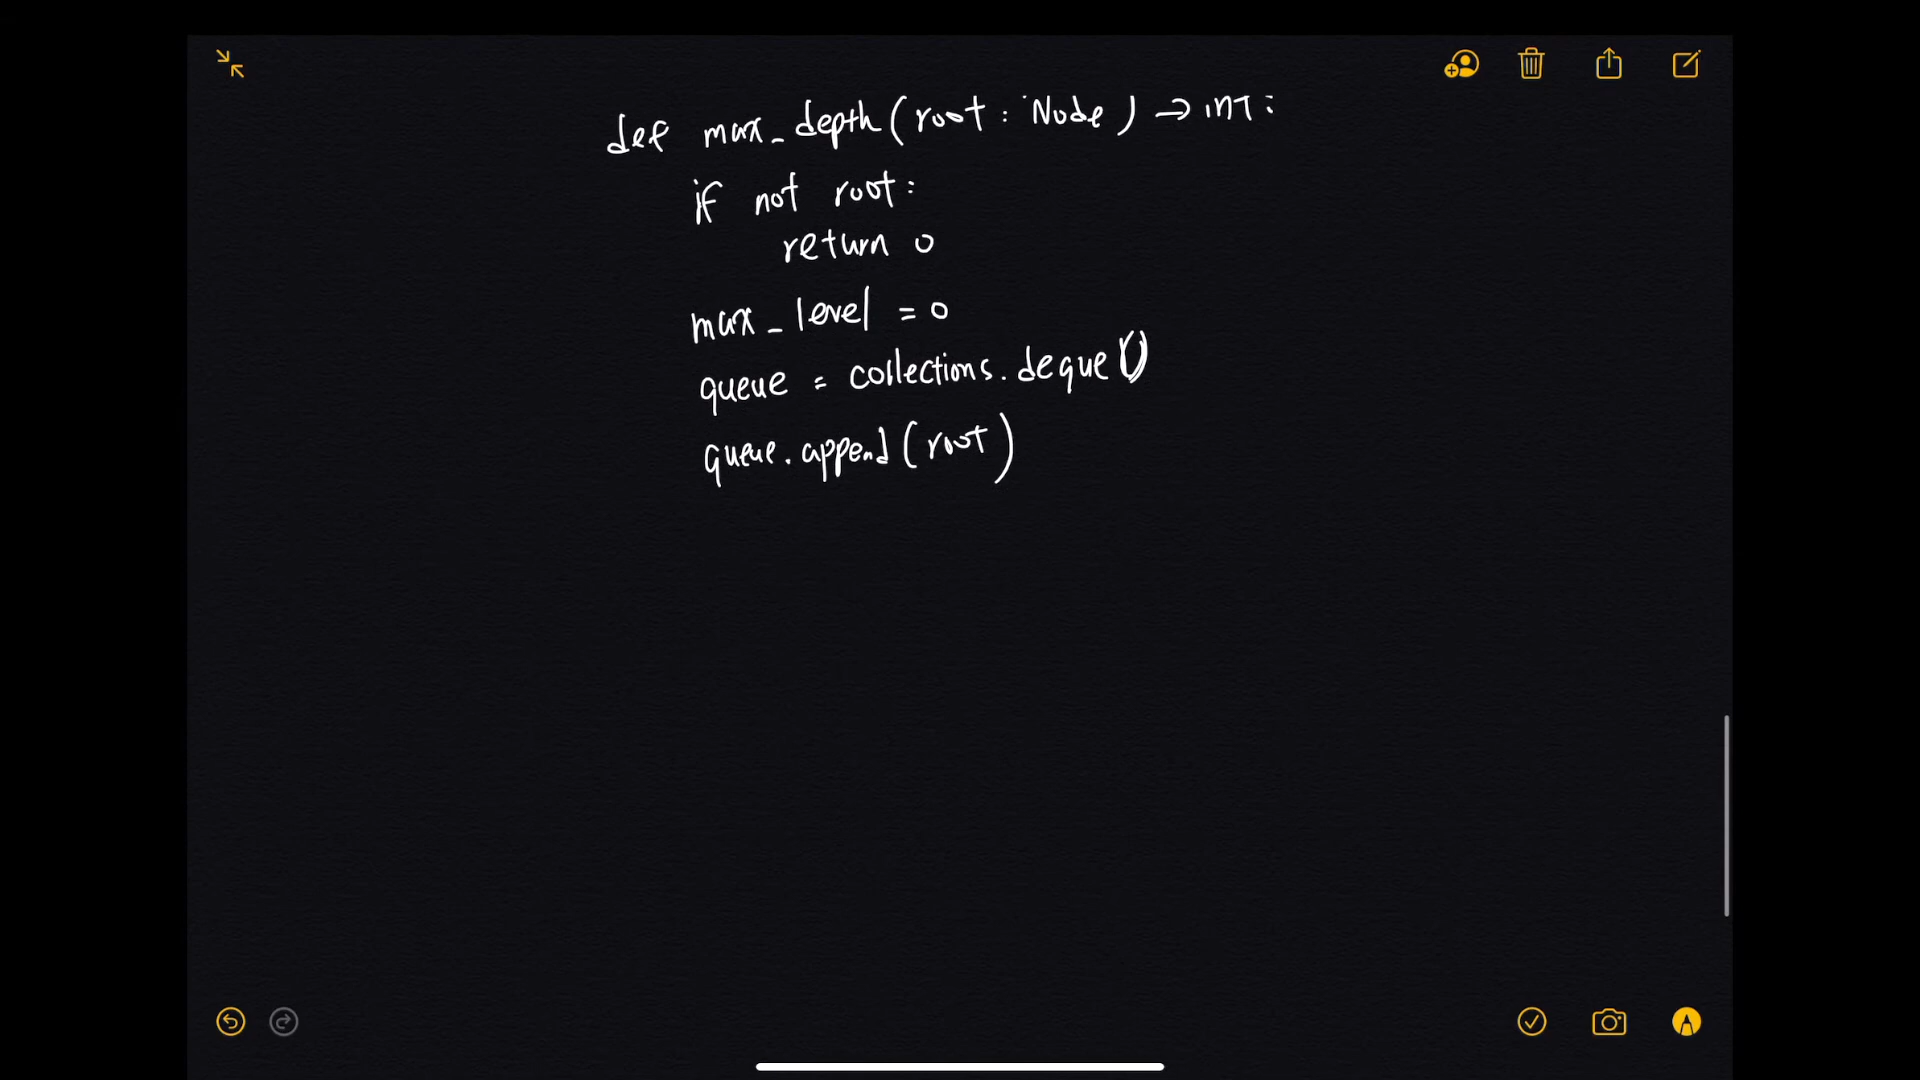 def max_depth(root: Node) → int:
if not root:
return 0
max_level = 0
queue = collections.deque()
queue.append(root)